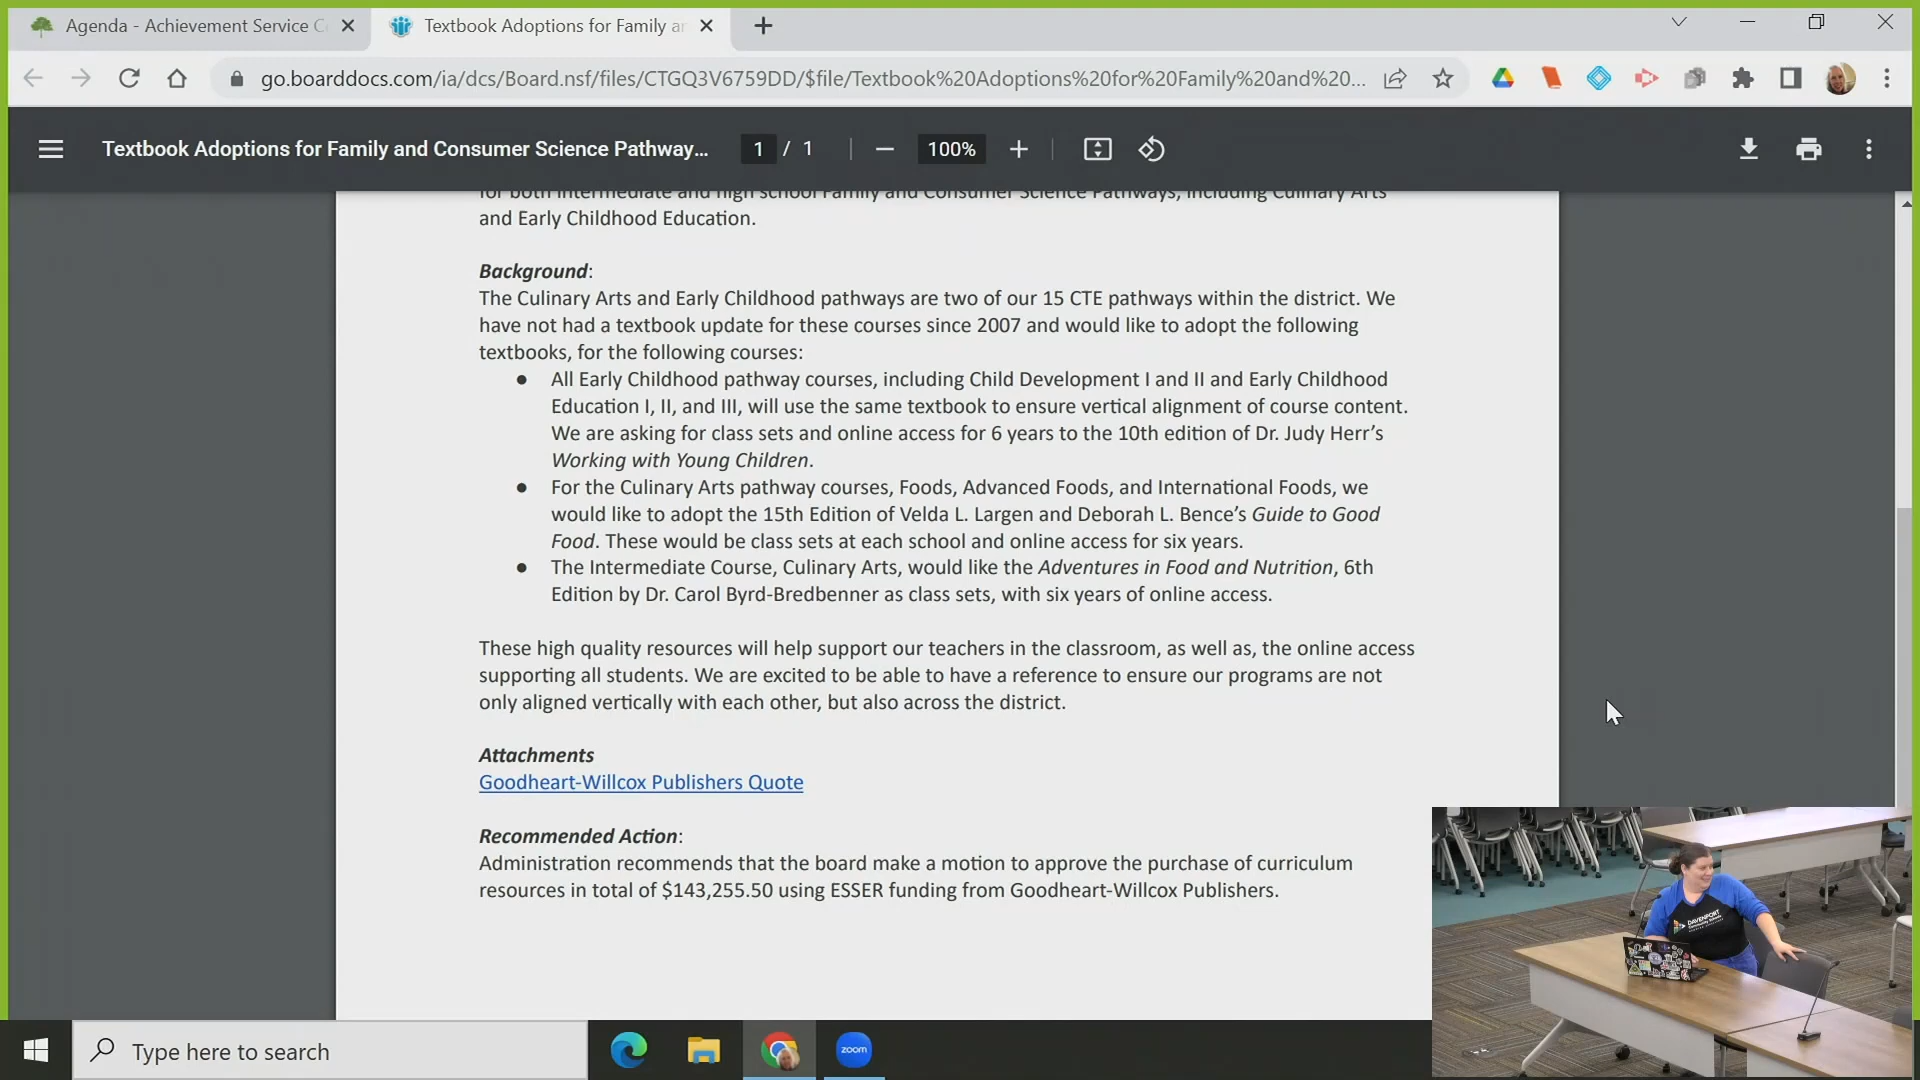 Agenda - Achievement Service C
Textbook Adoptions for Family ar
go.boarddocs.com/ia/dcs/Board.nsf/files/CTGQ3V6759DD/$file/Textbook%20Adoptions%20for%20Family%20and%20...
Textbook Adoptions for Family and Consumer Science Pathway...
1 / 1
100%
for both intermediate and high school Family and Consumer Science Pathways, including Culinary Arts
and Early Childhood Education.
Background:
The Culinary Arts and Early Childhood pathways are two of our 15 CTE pathways within the district. We
have not had a textbook update for these courses since 2007 and would like to adopt the following
textbooks, for the following courses:
● All Early Childhood pathway courses, including Child Development I and II and Early Childhood
Education I, II, and III, will use the same textbook to ensure vertical alignment of course content.
We are asking for class sets and online access for 6 years to the 10th edition of Dr. Judy Herr’s
Working with Young Children.
● For the Culinary Arts pathway courses, Foods, Advanced Foods, and International Foods, we
would like to adopt the 15th Edition of Velda L. Largen and Deborah L. Bence’s Guide to Good
Food. These would be class sets at each school and online access for six years.
● The Intermediate Course, Culinary Arts, would like the Adventures in Food and Nutrition, 6th
Edition by Dr. Carol Byrd-Bredbenner as class sets, with six years of online access.
These high quality resources will help support our teachers in the classroom, as well as, the online access
supporting all students. We are excited to be able to have a reference to ensure our programs are not
only aligned vertically with each other, but also across the district.
Attachments
Goodheart-Willcox Publishers Quote
Recommended Action:
Administration recommends that the board make a motion to approve the purchase of curriculum
resources in total of $143,255.50 using ESSER funding from Goodheart-Willcox Publishers.
DAVENPORT
Type here to search
zoom